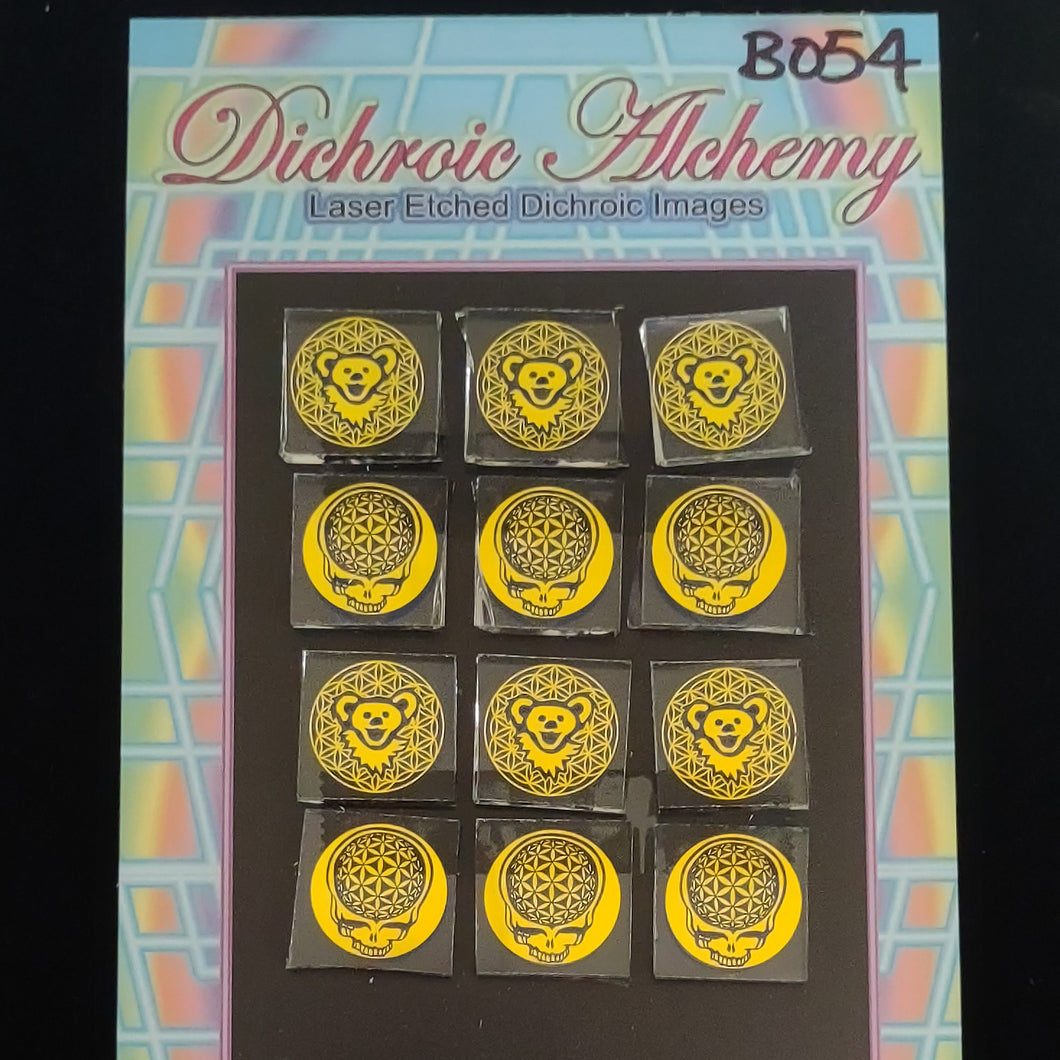 B054
Dichroic Alchemy
Laser Etched Dichroic Images